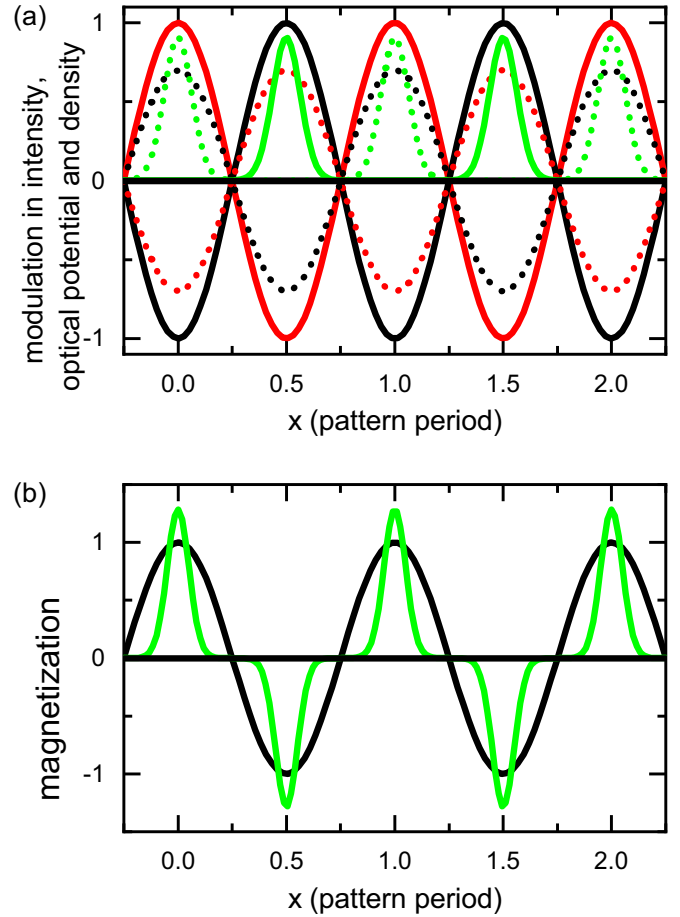 (a)
modulation in intensity,
optical potential and density
1
0
-1
0.0 0.5 1.0 1.5 2.0
x (pattern period)
(b)
magnetization
1
0
-1
0.0 0.5 1.0 1.5 2.0
x (pattern period)